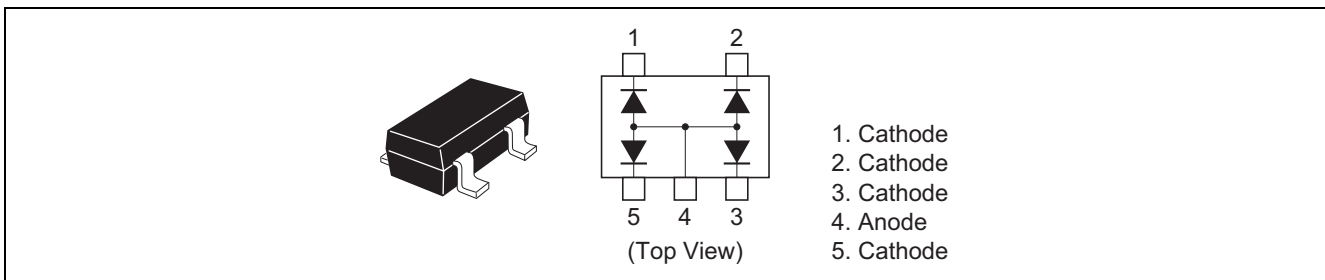 1 2
5 4 3
(Top View)
1. Cathode
2. Cathode
3. Cathode
4. Anode
5. Cathode